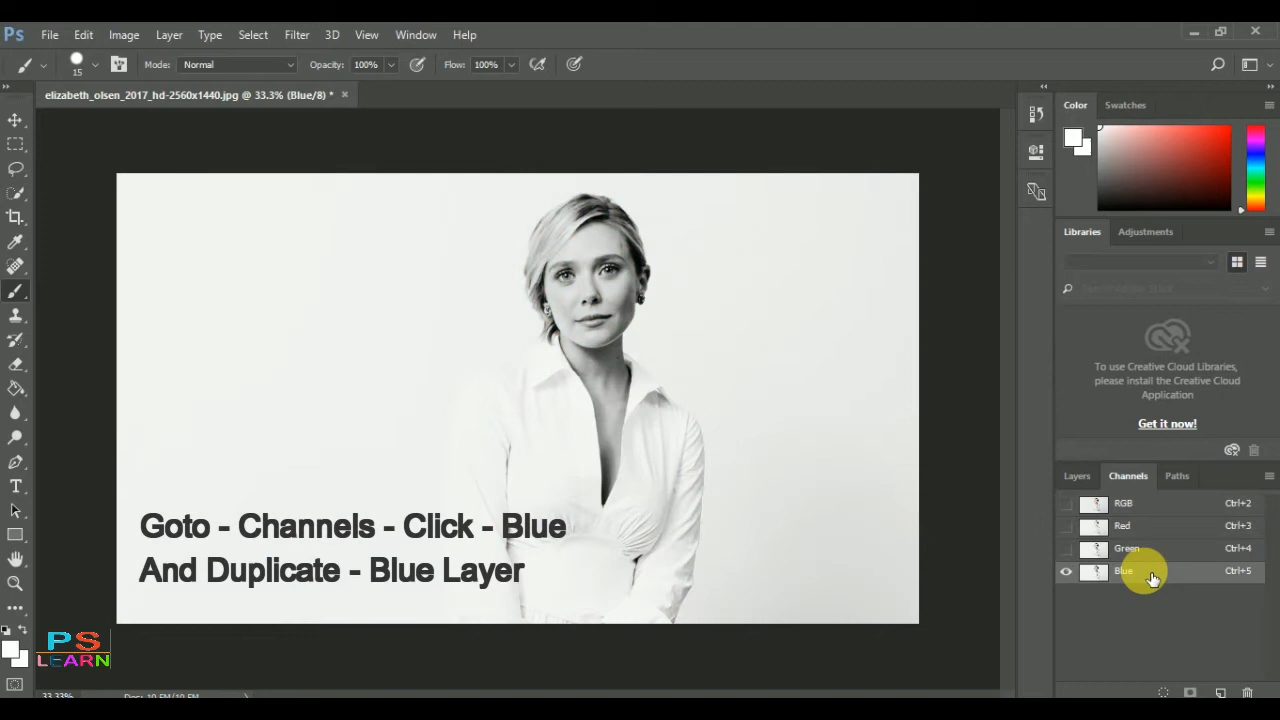 Ps File Edit Image Layer Type Select Filter 3D View Window Help
15 Mode: Normal Opacity: 100% Flow: 100%
elizabeth_olsen_2017_hd-2560x1440.jpg @ 33.3% (Blue/8) * ×
Color Swatches
Libraries Adjustments
To use Creative Cloud Libraries,
please install the Creative Cloud
Application
Get it now!
Layers Channels Paths
RGB Ctrl+2
Red Ctrl+3
Green Ctrl+4
Blue Ctrl+5
Goto - Channels - Click - Blue
And Duplicate - Blue Layer
PS
LEARN
33.33%